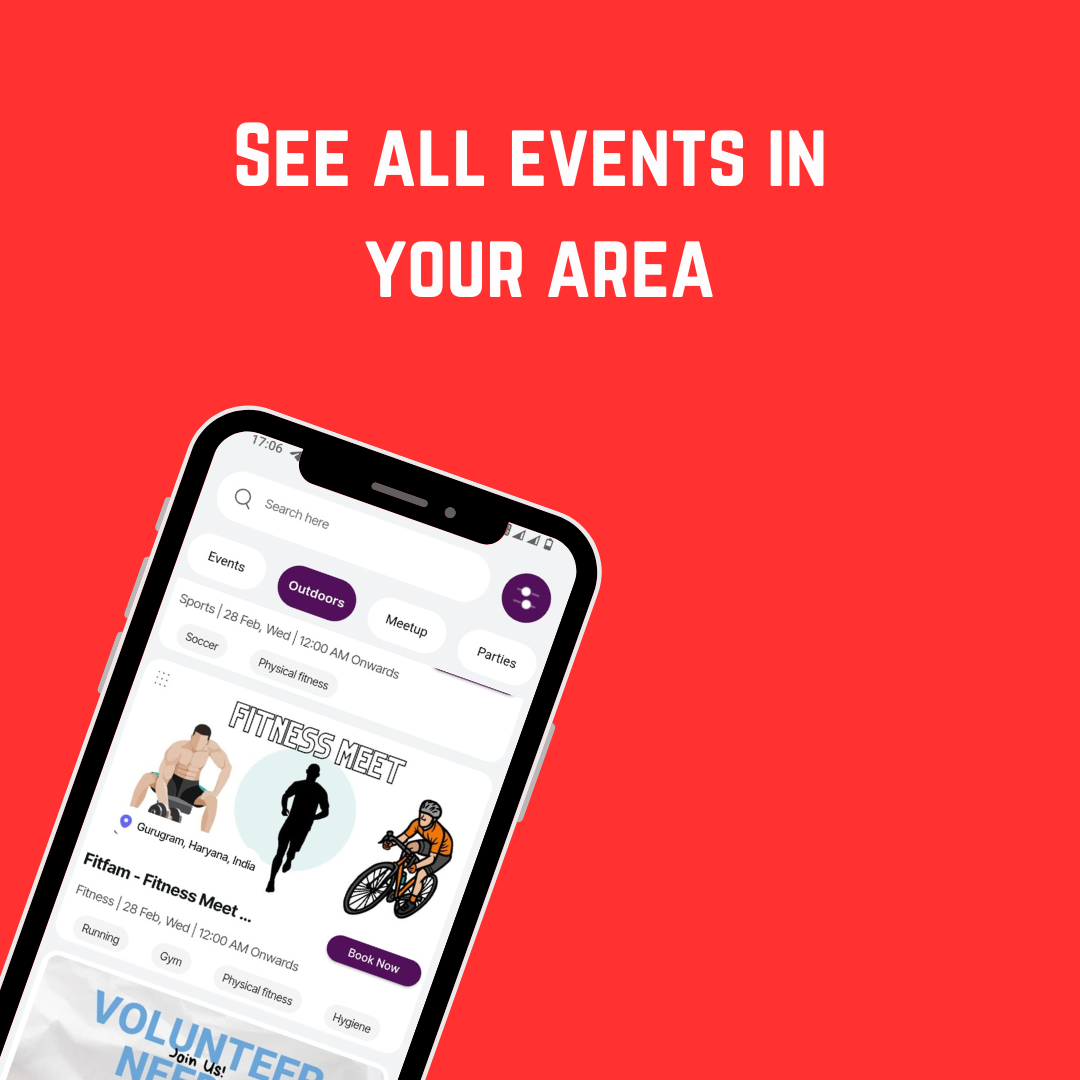 See all events in
your area
17:06
Search here
Events
Outdoors
Meetup
Parties
Sports | 28 Feb, Wed | 12:00 AM Onwards
Soccer
Physical fitness
FITNESS MEET
Gurugram, Haryana, India
Fitfam - Fitness Meet ...
Fitness | 28 Feb, Wed | 12:00 AM Onwards
Book Now
Running
Gym
Physical fitness
Hygiene
VOLUNTEER
Join Us!